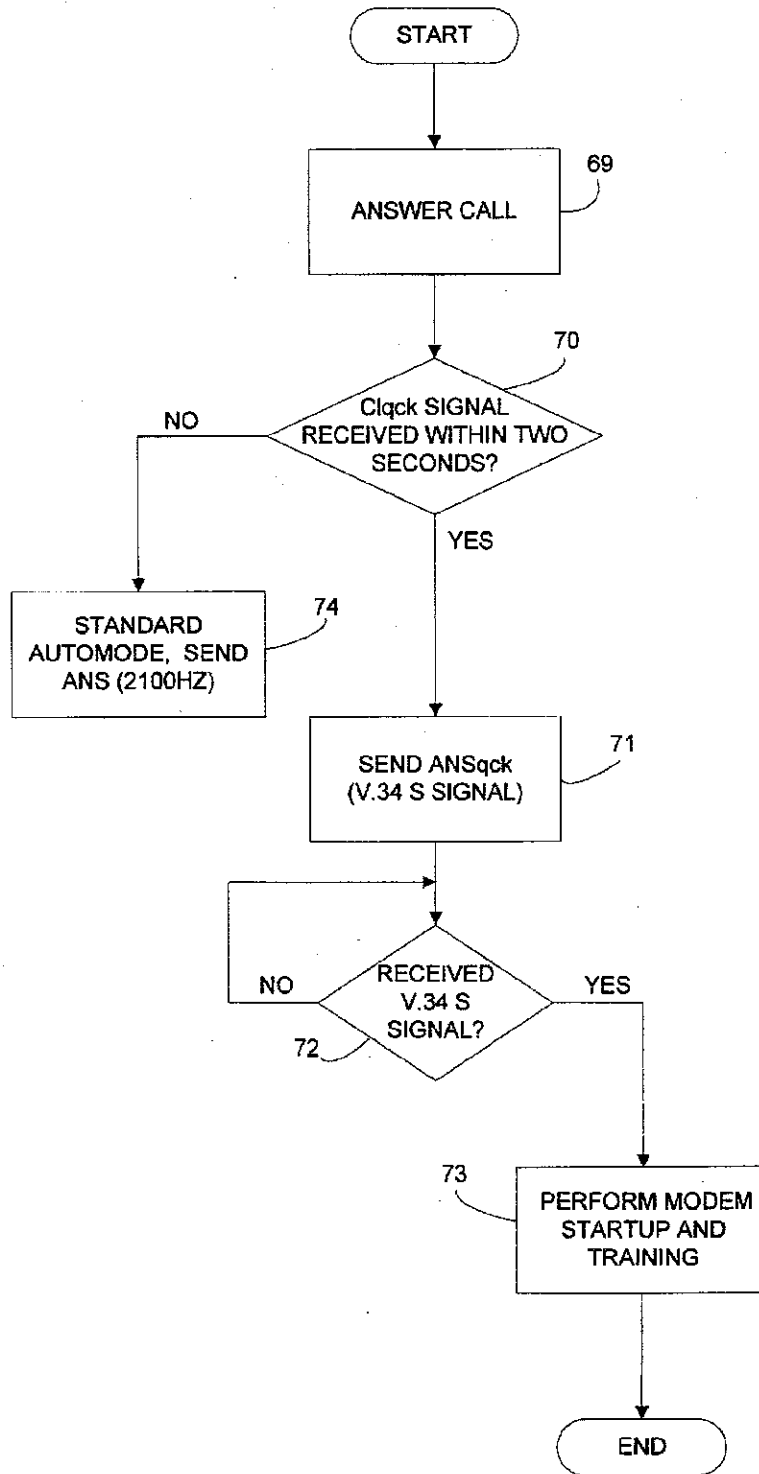 START
69
ANSWER CALL
70
CIqck SIGNAL
RECEIVED WITHIN TWO
SECONDS?
NO
YES
74
STANDARD
AUTOMODE, SEND
ANS (2100HZ)
71
SEND ANSqck
(V.34 S SIGNAL)
RECEIVED
V.34 S
SIGNAL?
NO
YES
72
73
PERFORM MODEM
STARTUP AND
TRAINING
END